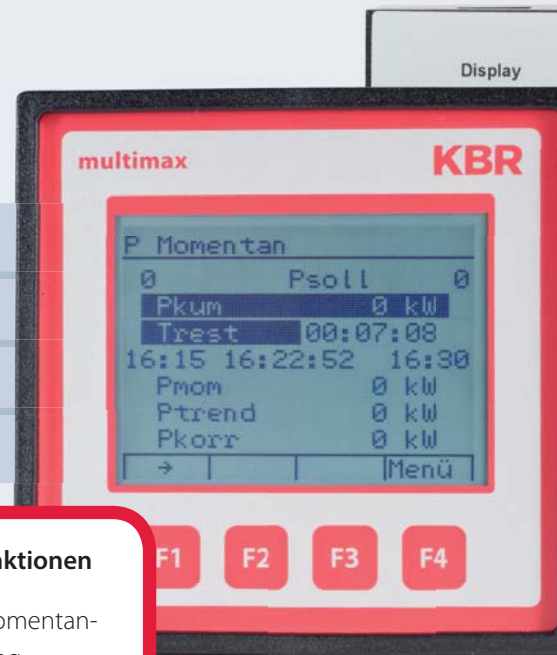 Display
multimax KBR
P Momentan
0 Psoll 0
Pkum 0 kW
Trest 00:07:08
16:15 16:22:52 16:30
Pmom 0 kW
Ptrend 0 kW
Pkorr 0 kW
→ Menü
F1 F2 F3 F4
nktionen
omentan-